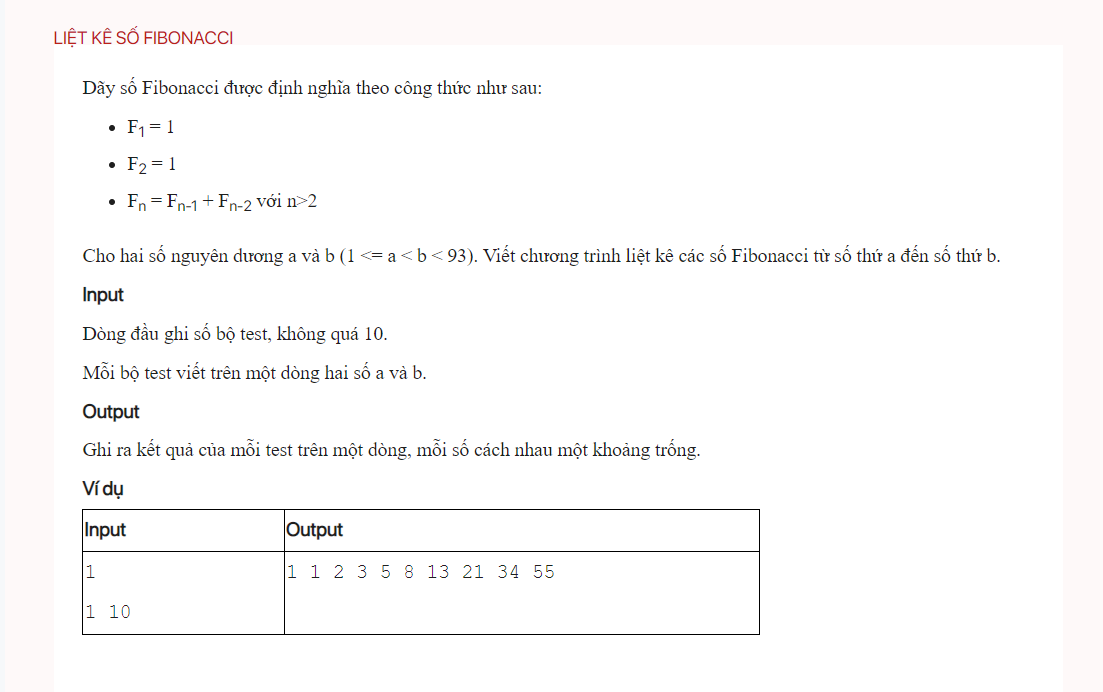 LIỆT KÊ SỐ FIBONACCI
Dãy số Fibonacci được định nghĩa theo công thức như sau:
• F1 = 1
• F2 = 1
• Fn = Fn-1 + Fn-2 với n>2
Cho hai số nguyên dương a và b (1 <= a < b < 93). Viết chương trình liệt kê các số Fibonacci từ số thứ a đến số thứ b.
Input
Dòng đầu ghi số bộ test, không quá 10.
Mỗi bộ test viết trên một dòng hai số a và b.
Output
Ghi ra kết quả của mỗi test trên một dòng, mỗi số cách nhau một khoảng trống.
Ví dụ
Input Output
1 1 1 2 3 5 8 13 21 34 55
1 10